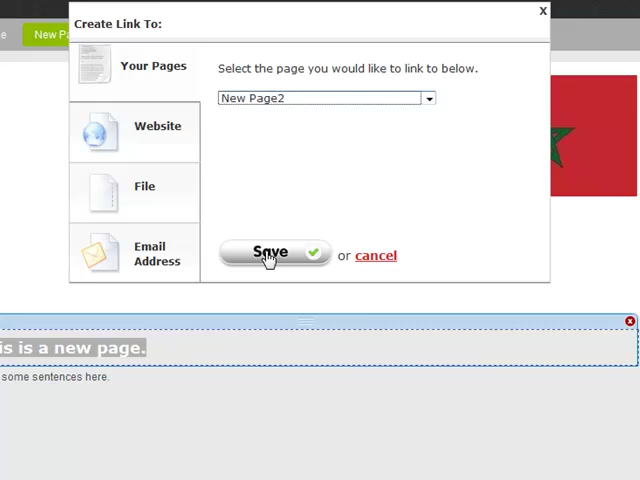 Create Link To:
X
e
New Pa
Your Pages
Select the page you would like to link to below.
New Page2
Website
File
Email
Address
Save
or cancel
x
is is a new page.
some sentences here.